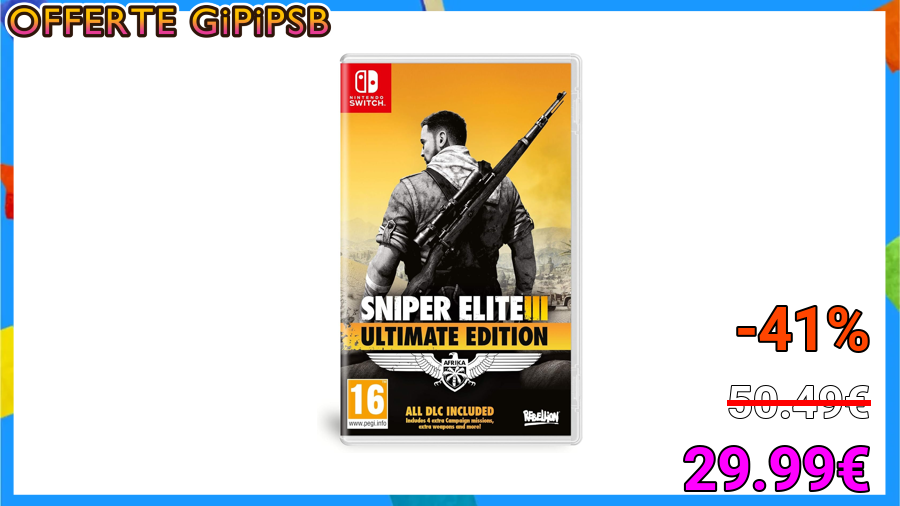 OFFERTE GiPiPSB
NINTENDO
SWITCH
SNIPER ELITE III
ULTIMATE EDITION
AFRIKA
16
www.pegi.info
ALL DLC INCLUDED
Includes 4 extra Campaign missions,
extra weapons and more!
REBELLION
-41%
50.49€
29.99€